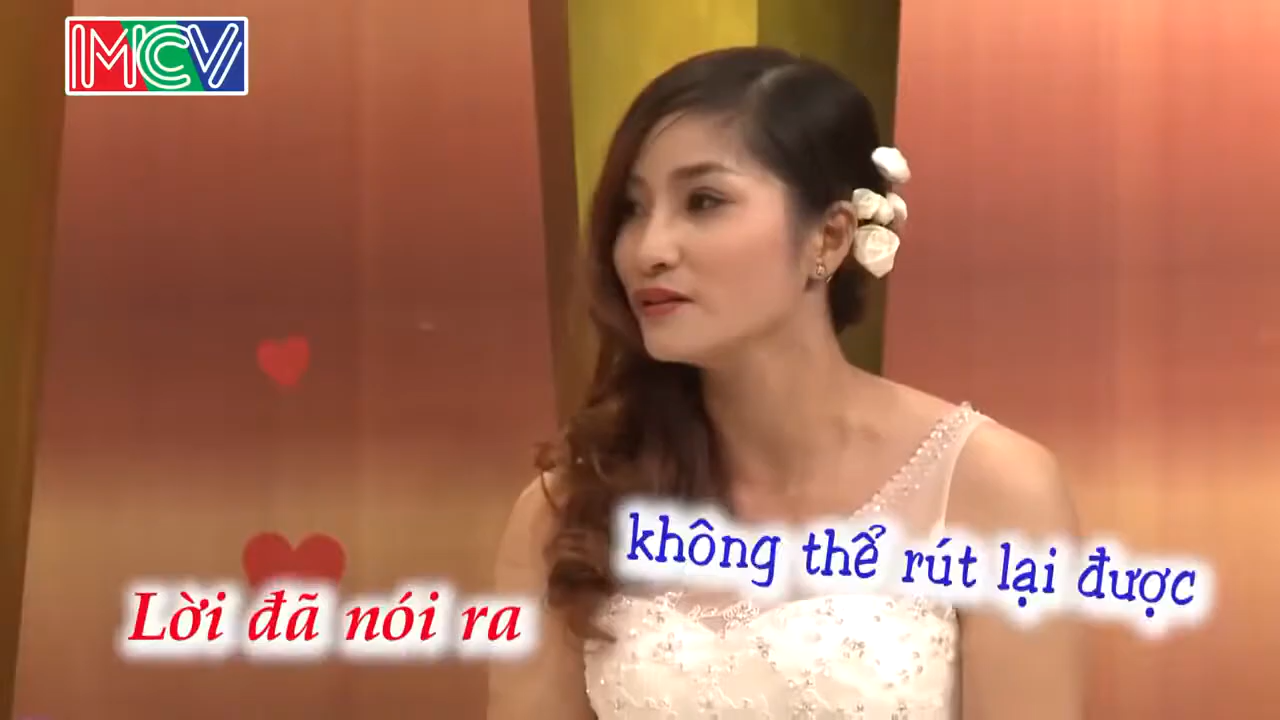 MCV
không thể rút lại được
Lời đã nói ra